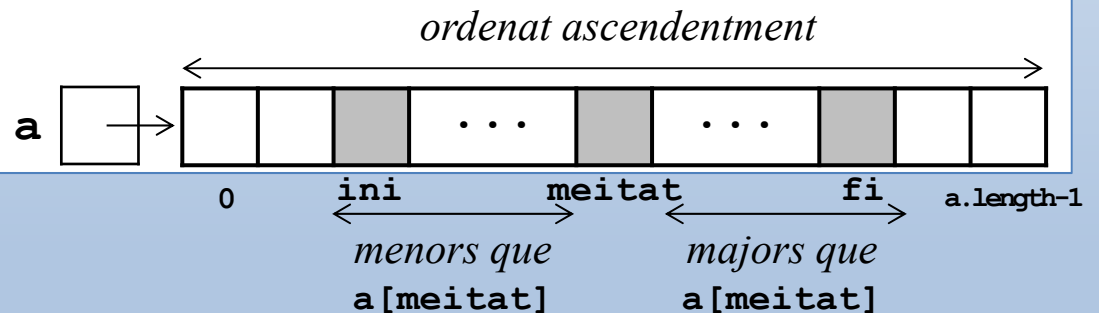 ordenat ascendentment
a ... ...
0 ini meitat fi a.length-1
menors que majors que
a[meitat] a[meitat]